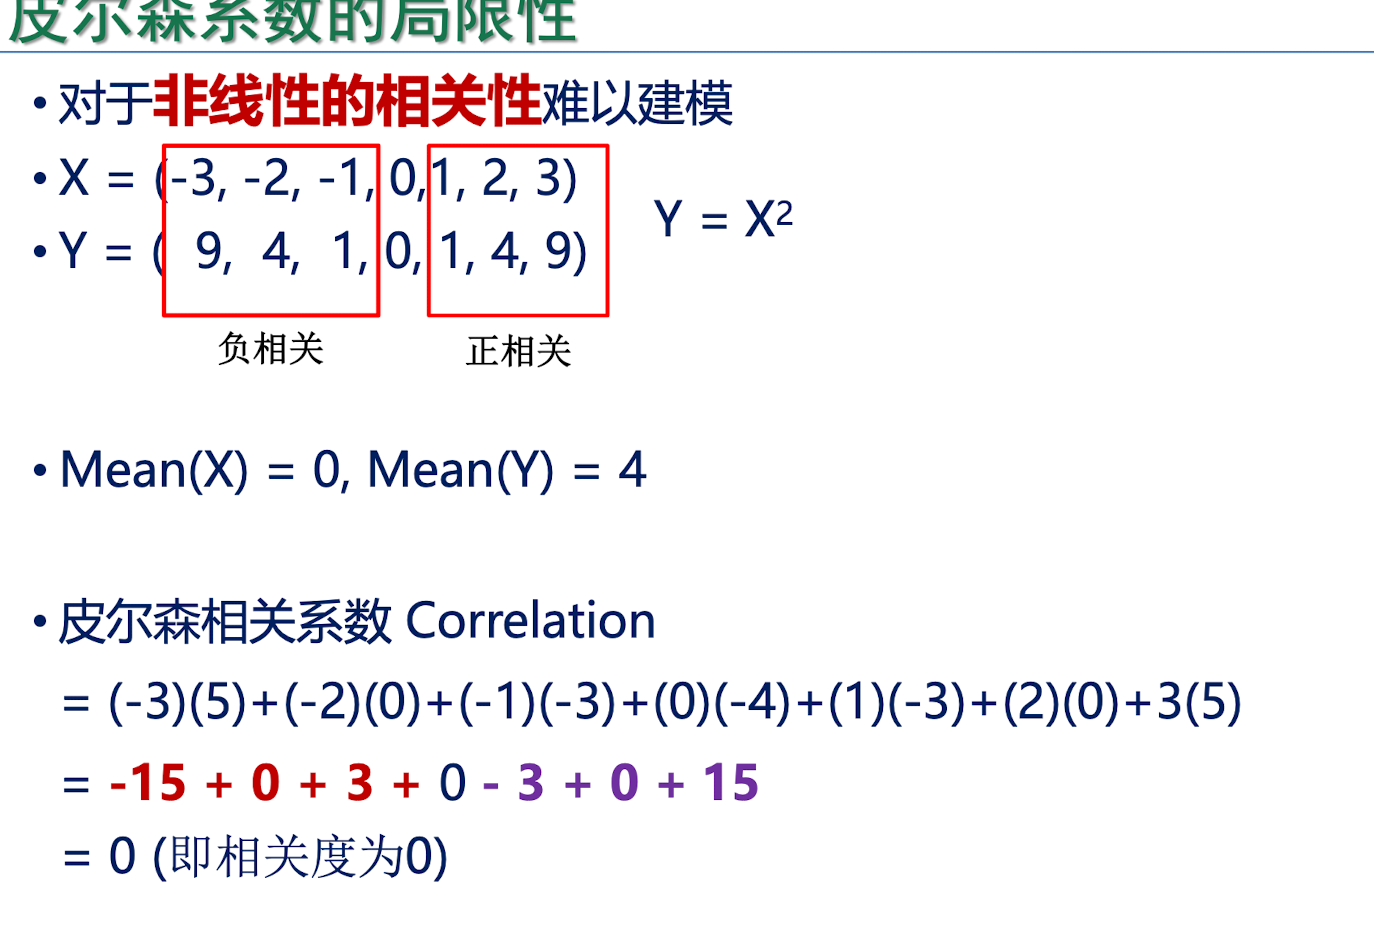 皮尔森系数的局限性
• 对于非线性的相关性难以建模
• X = (-3, -2, -1, 0,1, 2, 3)
• Y = ( 9, 4, 1, 0, 1, 4, 9)
Y = X²
负相关 正相关
• Mean(X) = 0, Mean(Y) = 4
• 皮尔森相关系数 Correlation
= (-3)(5)+(-2)(0)+(-1)(-3)+(0)(-4)+(1)(-3)+(2)(0)+3(5)
= -15 + 0 + 3 + 0 - 3 + 0 + 15
= 0 (即相关度为0)